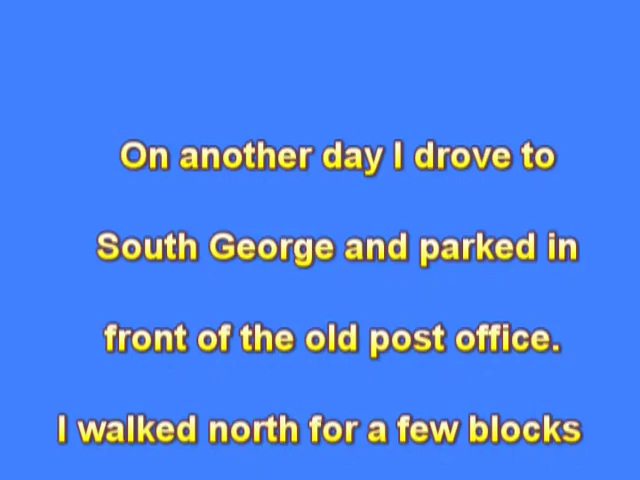 On another day I drove to
South George and parked in
front of the old post office.
I walked north for a few blocks